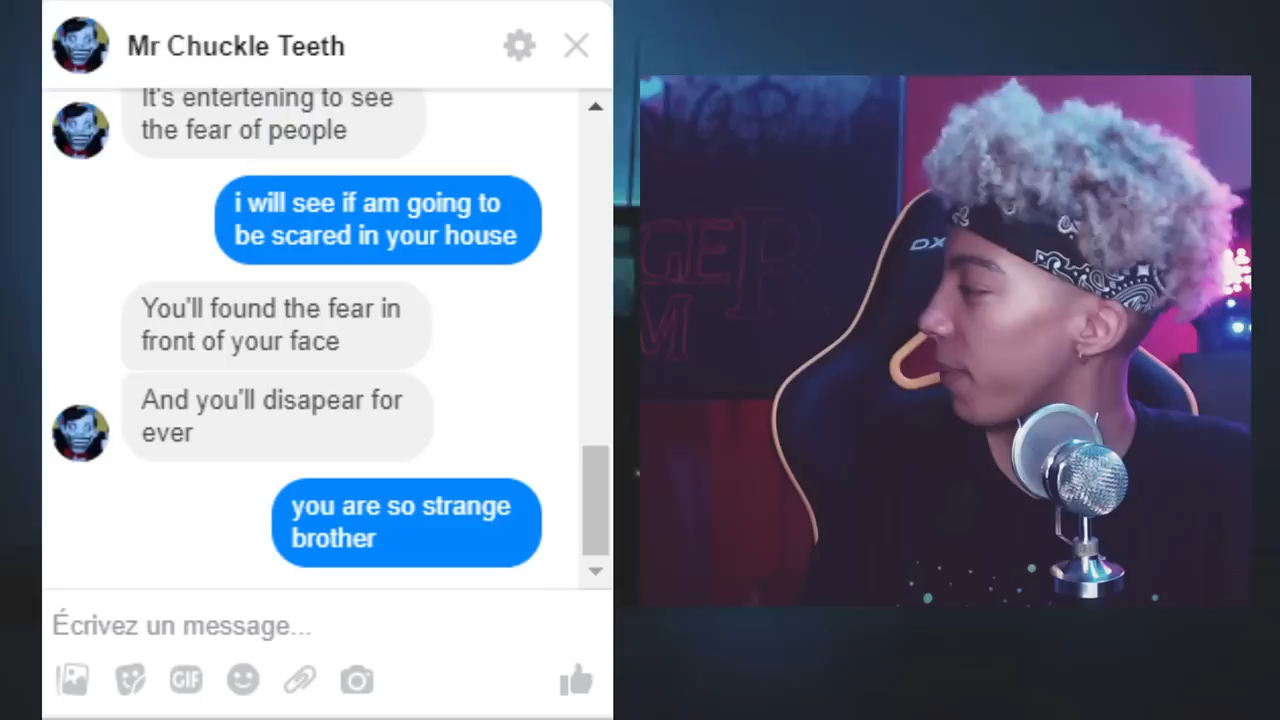 Mr Chuckle Teeth
It's entertening to see
the fear of people
i will see if am going to
be scared in your house
You'll found the fear in
front of your face
And you'll disapear for
ever
you are so strange
brother
Écrivez un message...
GIF
DX